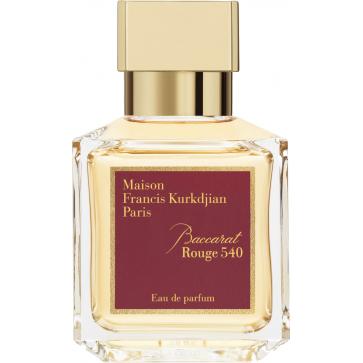 Maison
Francis Kurkdjian
Paris
Baccarat
Rouge 540
Eau de parfum